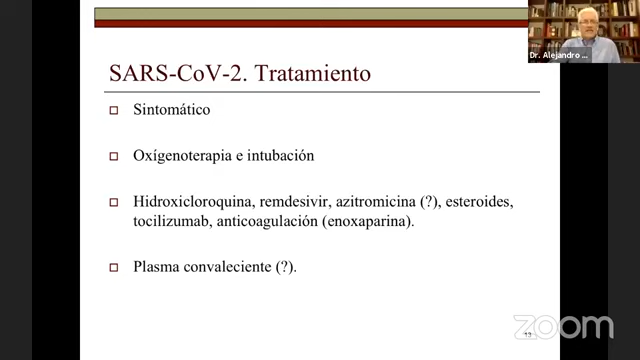 SARS-CoV-2. Tratamiento
Sintomático
Oxígenoterapia e intubación
Hidroxicloroquina, remdesivir, azitromicina (?), esteroides,
tocilizumab, anticoagulación (enoxaparina).
Plasma convaleciente (?).
Dr. Alejandro ...
zoom